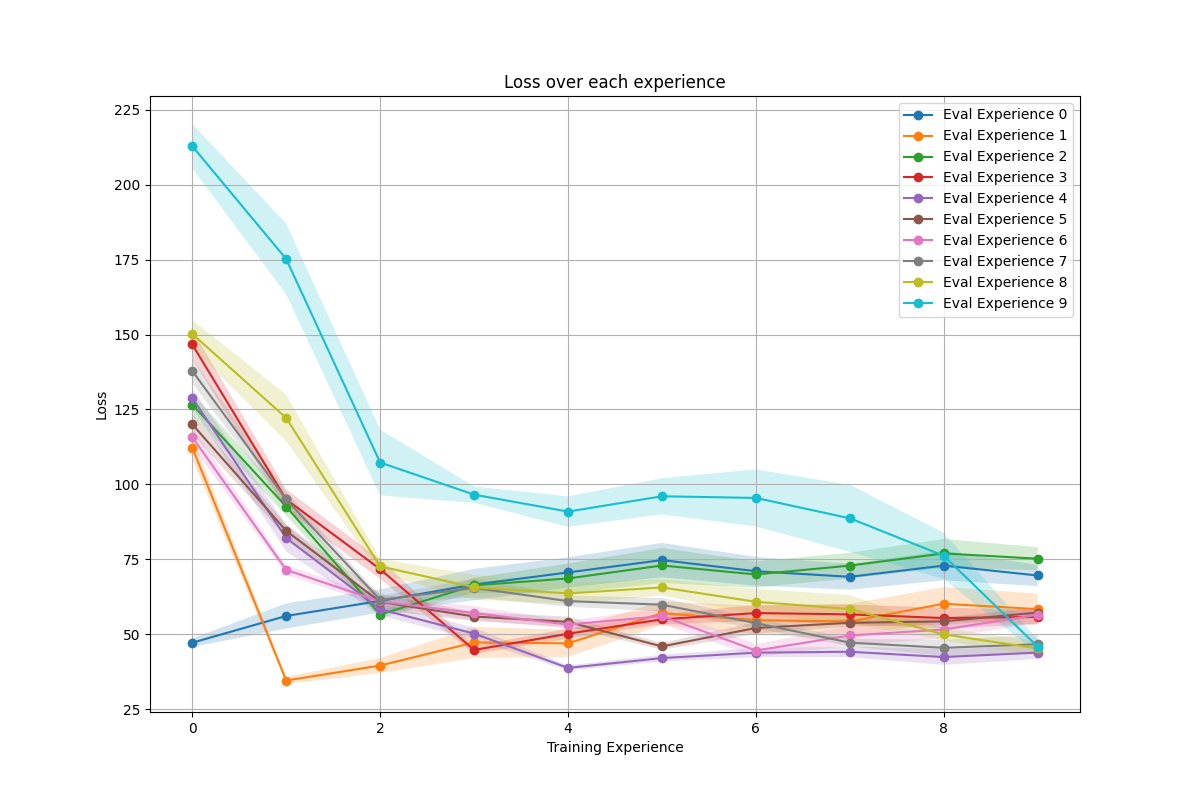 Loss over each experience
225
200
175
150
125
100
75
50
25
Loss
0
2
4
6
8
Training Experience
Eval Experience 0
Eval Experience 1
Eval Experience 2
Eval Experience 3
Eval Experience 4
Eval Experience 5
Eval Experience 6
Eval Experience 7
Eval Experience 8
Eval Experience 9